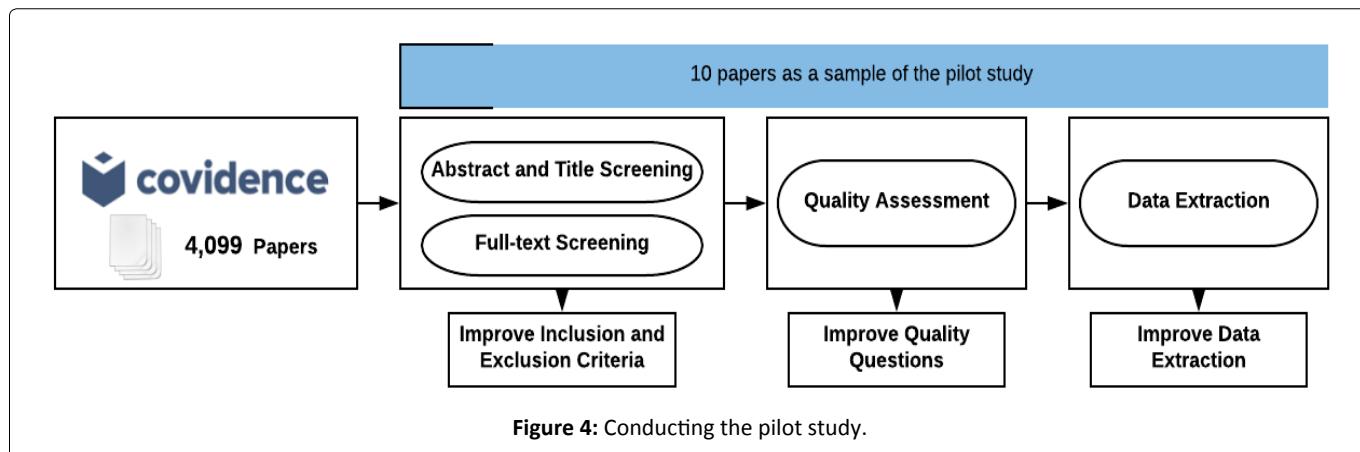 10 papers as a sample of the pilot study
covidence
4,099 Papers
Abstract and Title Screening
Full-text Screening
Quality Assessment
Data Extraction
Improve Inclusion and
Exclusion Criteria
Improve Quality
Questions
Improve Data
Extraction
Figure 4: Conducting the pilot study.